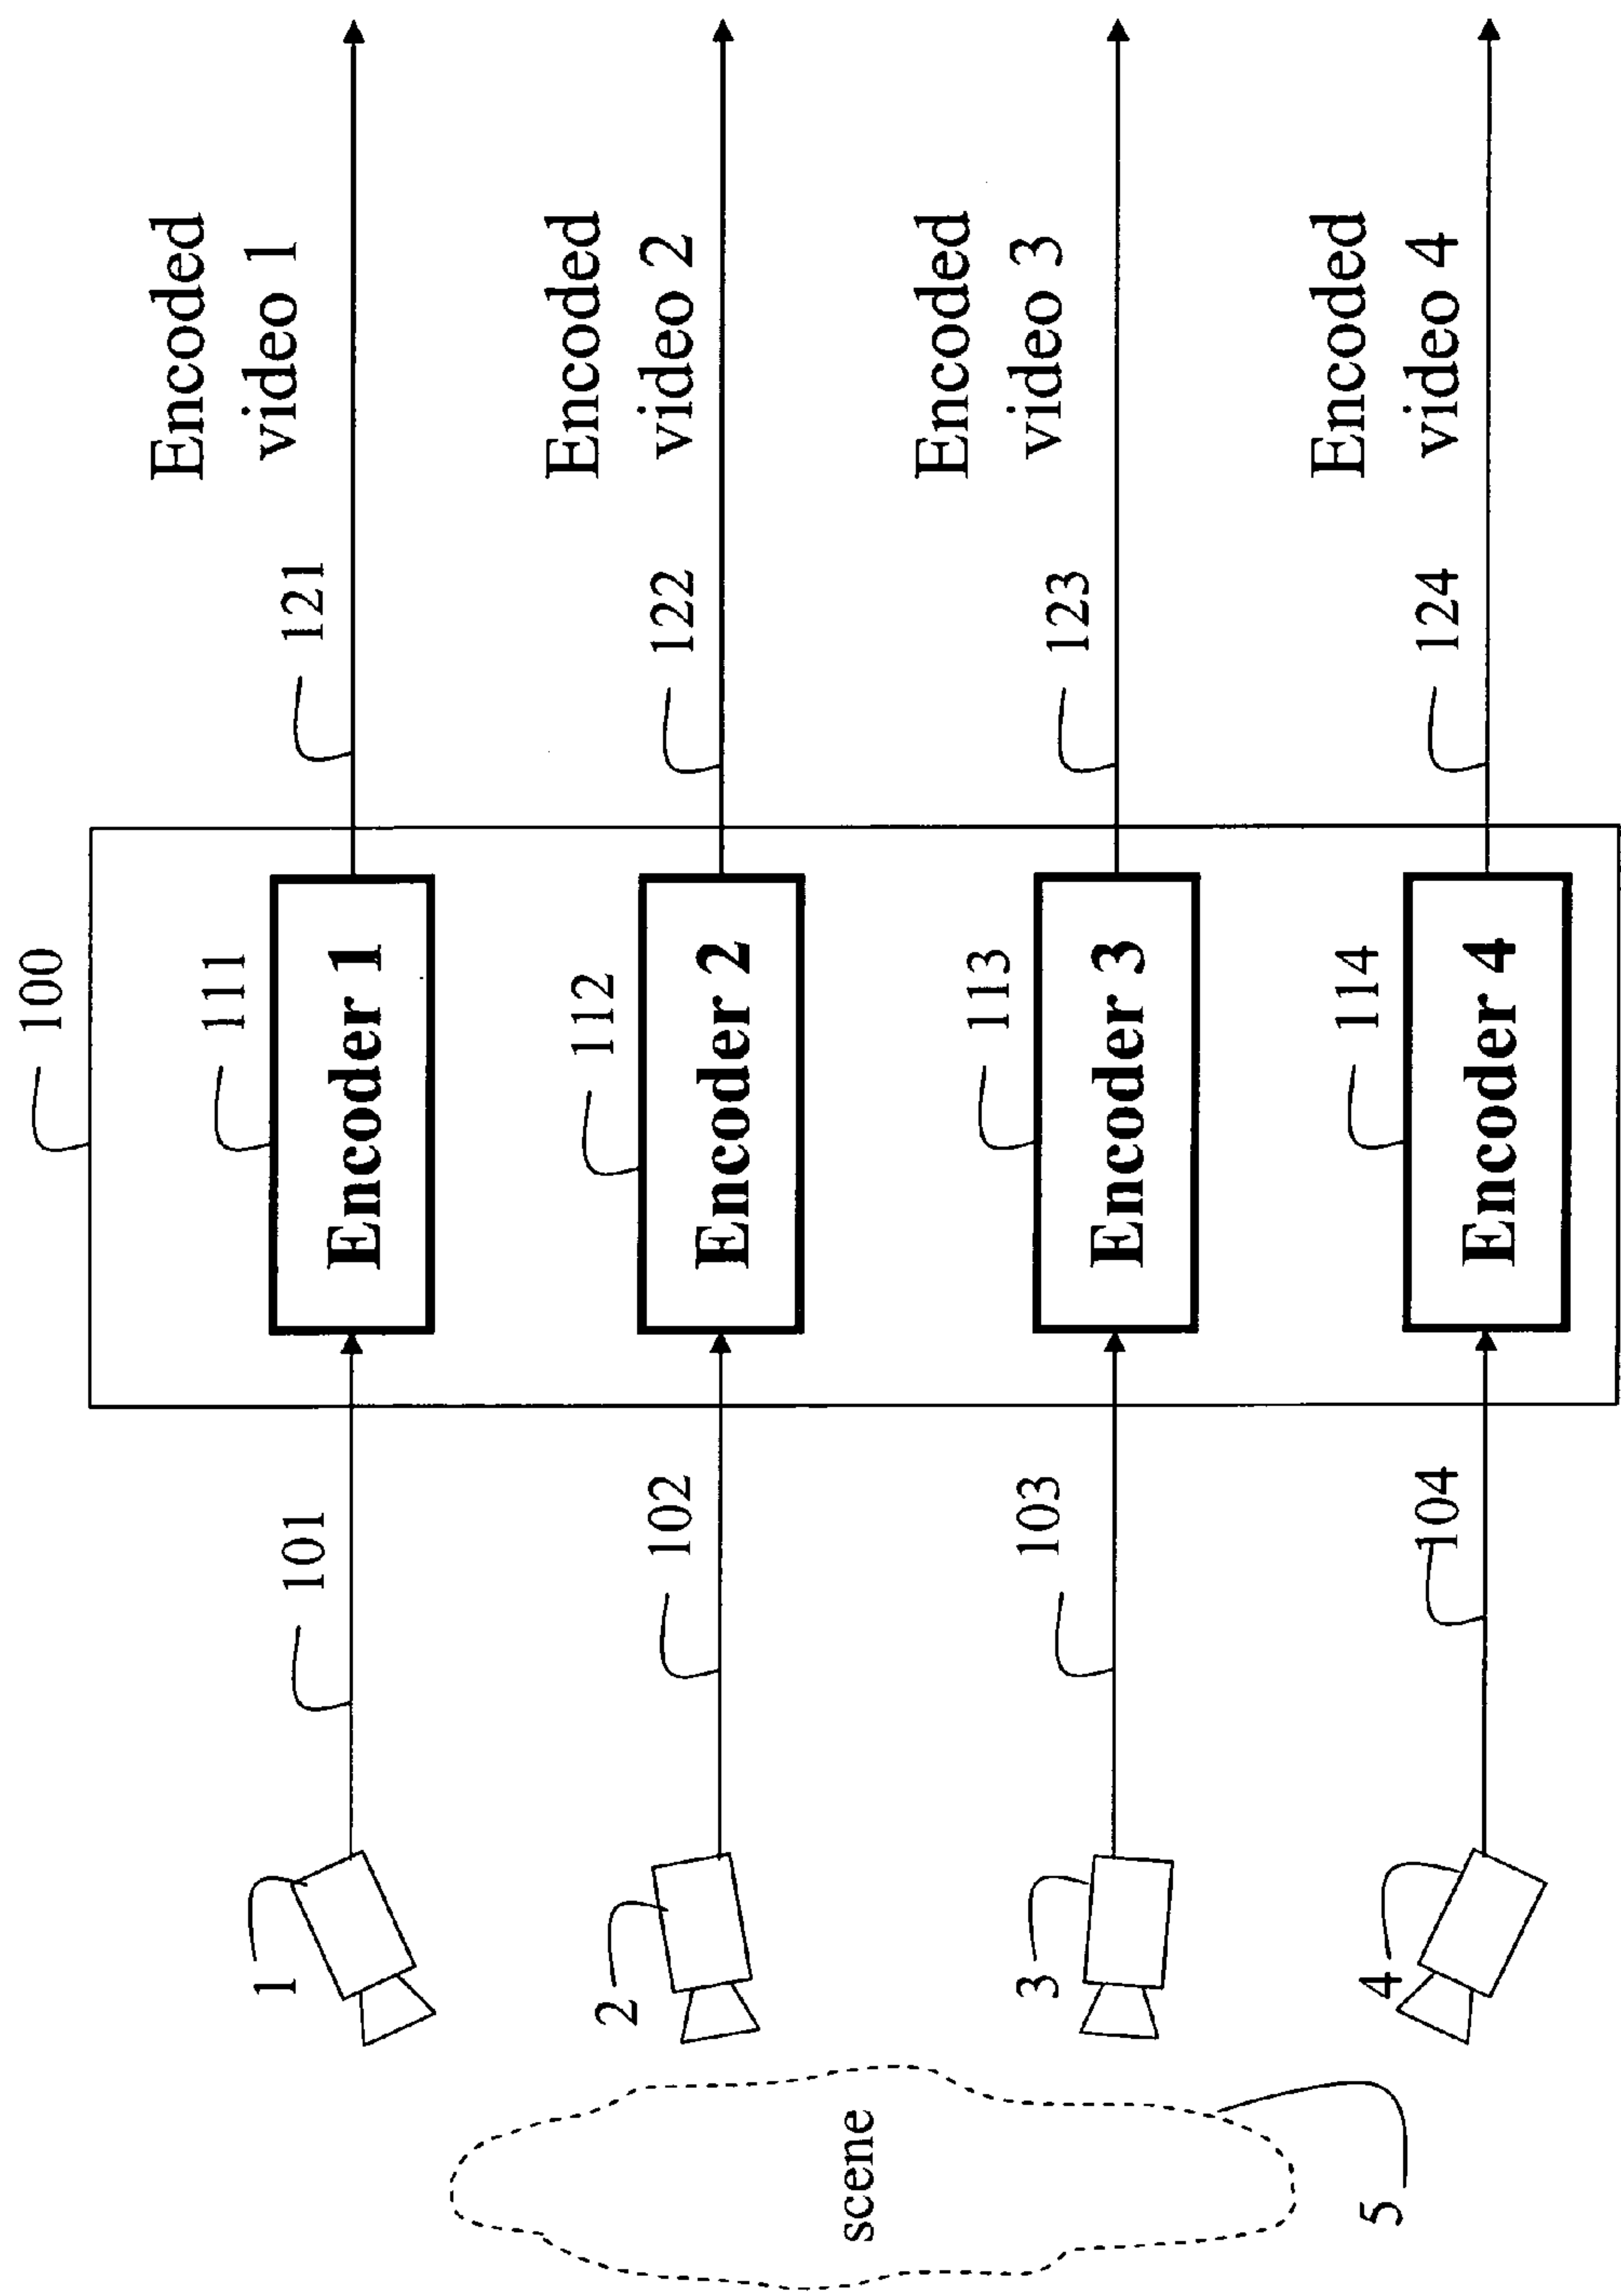 100
1
101
111
Encoder 1
121
Encoded
video 1
2
102
112
Encoder 2
122
Encoded
video 2
scene
3
103
113
Encoder 3
123
Encoded
video 3
4
104
114
Encoder 4
124
Encoded
video 4
5